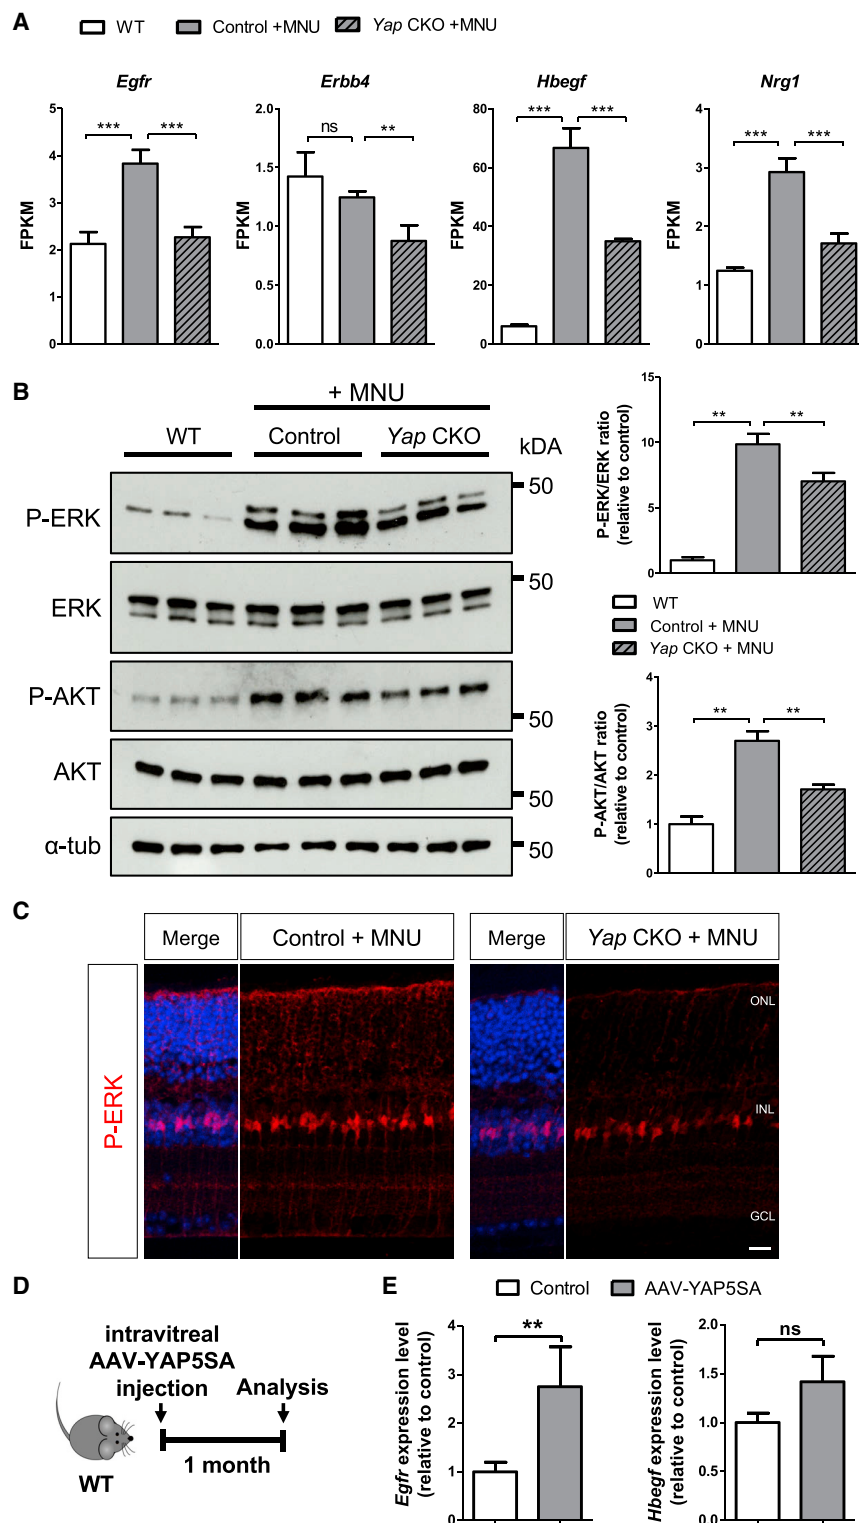 A
WT Control +MNU Yap CKO +MNU
Egfr Erbb4 Hbegf Nrg1
FPKM
5
4
3
2
1
0
*** ***
FPKM
2.0
1.5
1.0
0.5
0.0
ns **
FPKM
80
60
40
20
0
*** ***
FPKM
4
3
2
1
0
*** ***
B
+ MNU
WT Control Yap CKO kDA
P-ERK 50
ERK 50
P-AKT 50
AKT 50
α-tub 50
P-ERK/ERK ratio
(relative to control)
15
10
5
0
** **
WT
Control + MNU
Yap CKO + MNU
P-AKT/AKT ratio
(relative to control)
4
3
2
1
0
** **
C
Merge Control + MNU Merge Yap CKO + MNU
P-ERK
ONL
INL
GCL
D
intravitreal
AAV-YAP5SA
injection Analysis
1 month
WT
E
Control AAV-YAP5SA
Egfr expression level
(relative to control)
4
3
2
1
0
**
Hbegf expression level
(relative to control)
2.0
1.5
1.0
0.5
0.0
ns